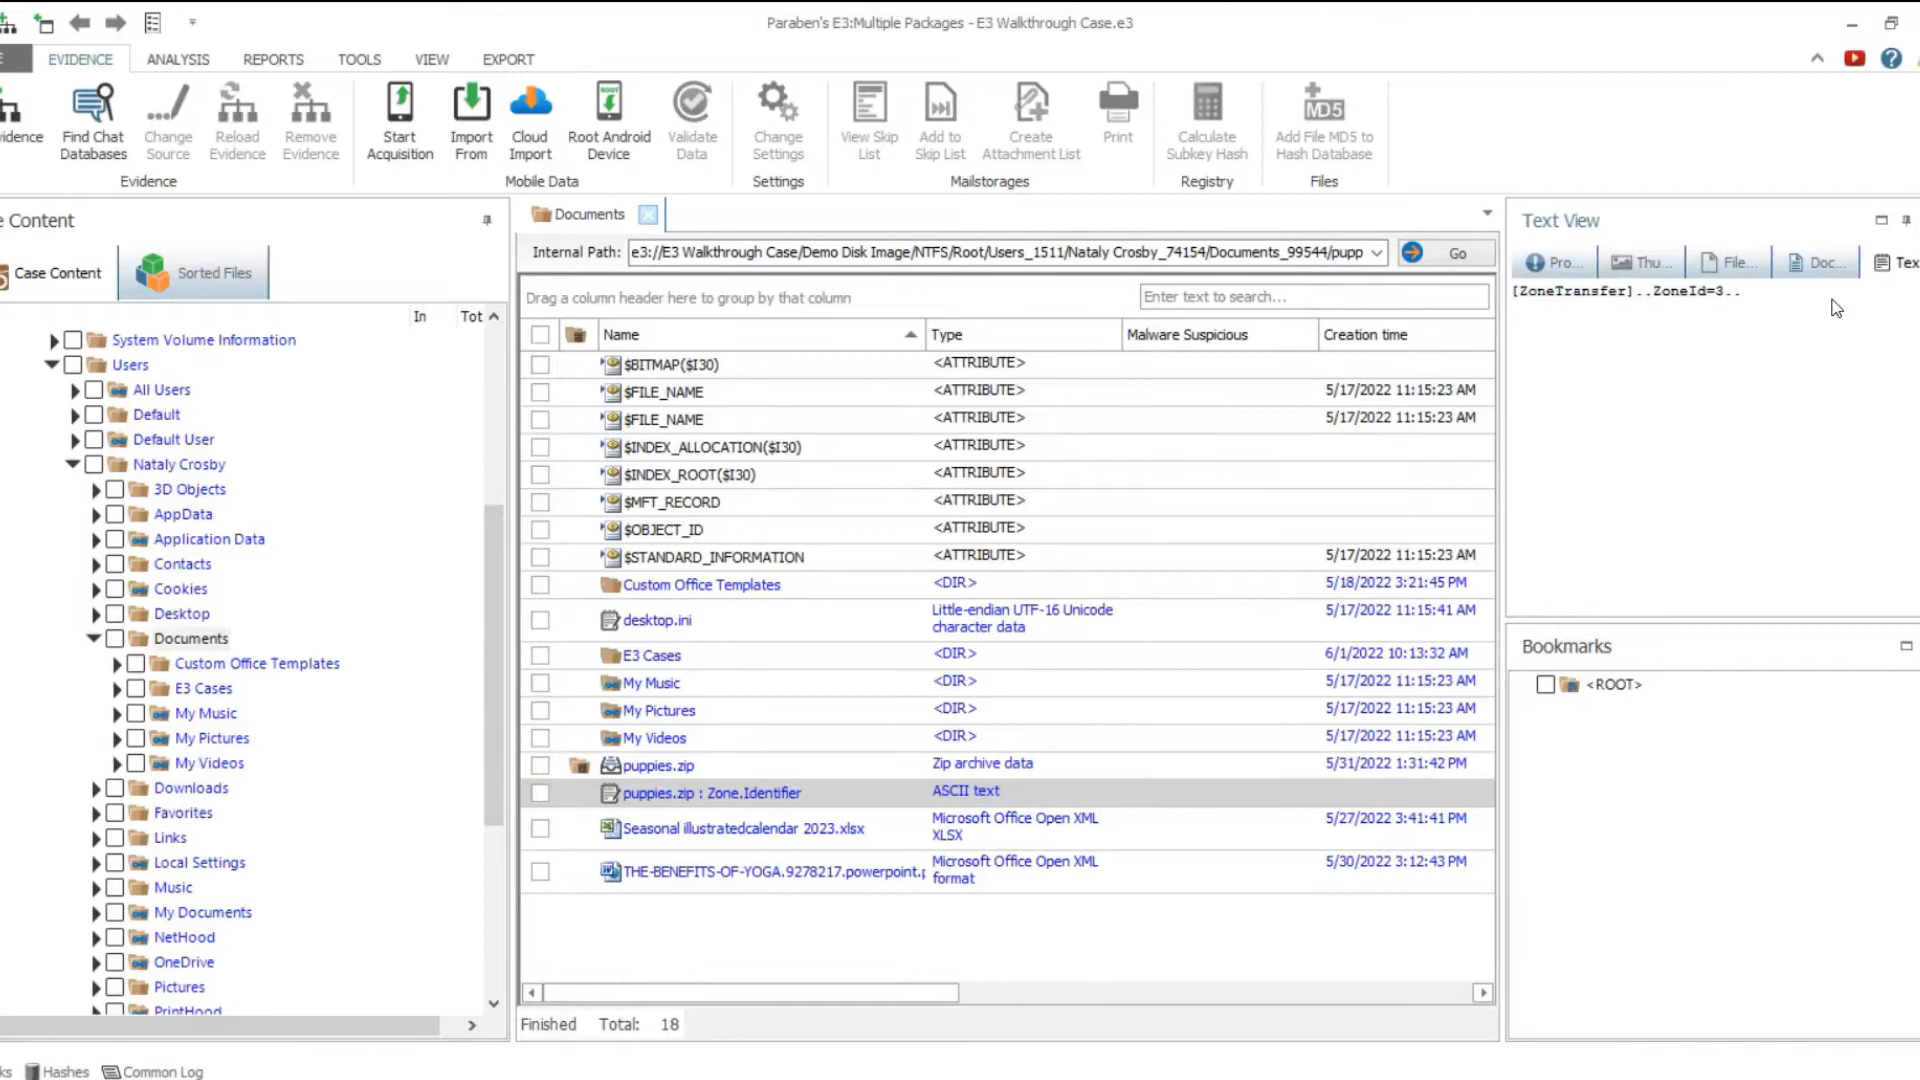 Paraben's E3:Multiple Packages - E3 Walkthrough Case.e3
EVIDENCE ANALYSIS REPORTS TOOLS VIEW EXPORT
Find Chat Databases
Change Source
Reload Evidence
Remove Evidence
Start Acquisition
Import From
Cloud Import
ROOT
Root Android Device
Validate Data
Change Settings
View Skip List
Add to Skip List
Create Attachment List
Print
Calculate Subkey Hash
MD5
Add File MD5 to Hash Database
Evidence
Mobile Data
Settings
Mailstorages
Registry
Files
Content
Case Content
Sorted Files
In Tot
System Volume Information
Users
All Users
Default
Default User
Nataly Crosby
3D Objects
AppData
Application Data
Contacts
Cookies
Desktop
Documents
Custom Office Templates
E3 Cases
My Music
My Pictures
My Videos
Downloads
Favorites
Links
Local Settings
Music
My Documents
NetHood
OneDrive
Pictures
PrintHood
Documents
Internal Path: e3://E3 Walkthrough Case/Demo Disk Image/NTFS/Root/Users_1511/Nataly Crosby_74154/Documents_99544/pupp Go
Drag a column header here to group by that column
Enter text to search...
Name Type Malware Suspicious Creation time
$BITMAP($I30) <ATTRIBUTE>
$FILE_NAME <ATTRIBUTE> 5/17/2022 11:15:23 AM
$FILE_NAME <ATTRIBUTE> 5/17/2022 11:15:23 AM
$INDEX_ALLOCATION($I30) <ATTRIBUTE>
$INDEX_ROOT($I30) <ATTRIBUTE>
$MFT_RECORD <ATTRIBUTE>
$OBJECT_ID <ATTRIBUTE>
$STANDARD_INFORMATION <ATTRIBUTE> 5/17/2022 11:15:23 AM
Custom Office Templates <DIR> 5/18/2022 3:21:45 PM
desktop.ini Little-endian UTF-16 Unicode character data 5/17/2022 11:15:41 AM
E3 Cases <DIR> 6/1/2022 10:13:32 AM
My Music <DIR> 5/17/2022 11:15:23 AM
My Pictures <DIR> 5/17/2022 11:15:23 AM
My Videos <DIR> 5/17/2022 11:15:23 AM
puppies.zip Zip archive data 5/31/2022 1:31:42 PM
puppies.zip : Zone.Identifier ASCII text
Seasonal illustratedcalendar 2023.xlsx Microsoft Office Open XML XLSX 5/27/2022 3:41:41 PM
THE-BENEFITS-OF-YOGA.9278217.powerpoint.p Microsoft Office Open XML format 5/30/2022 3:12:43 PM
Finished Total: 18
Text View
Pro... Thu... File... Doc... Tex
[ZoneTransfer]..ZoneId=3..
Bookmarks
<ROOT>
Hashes Common Log